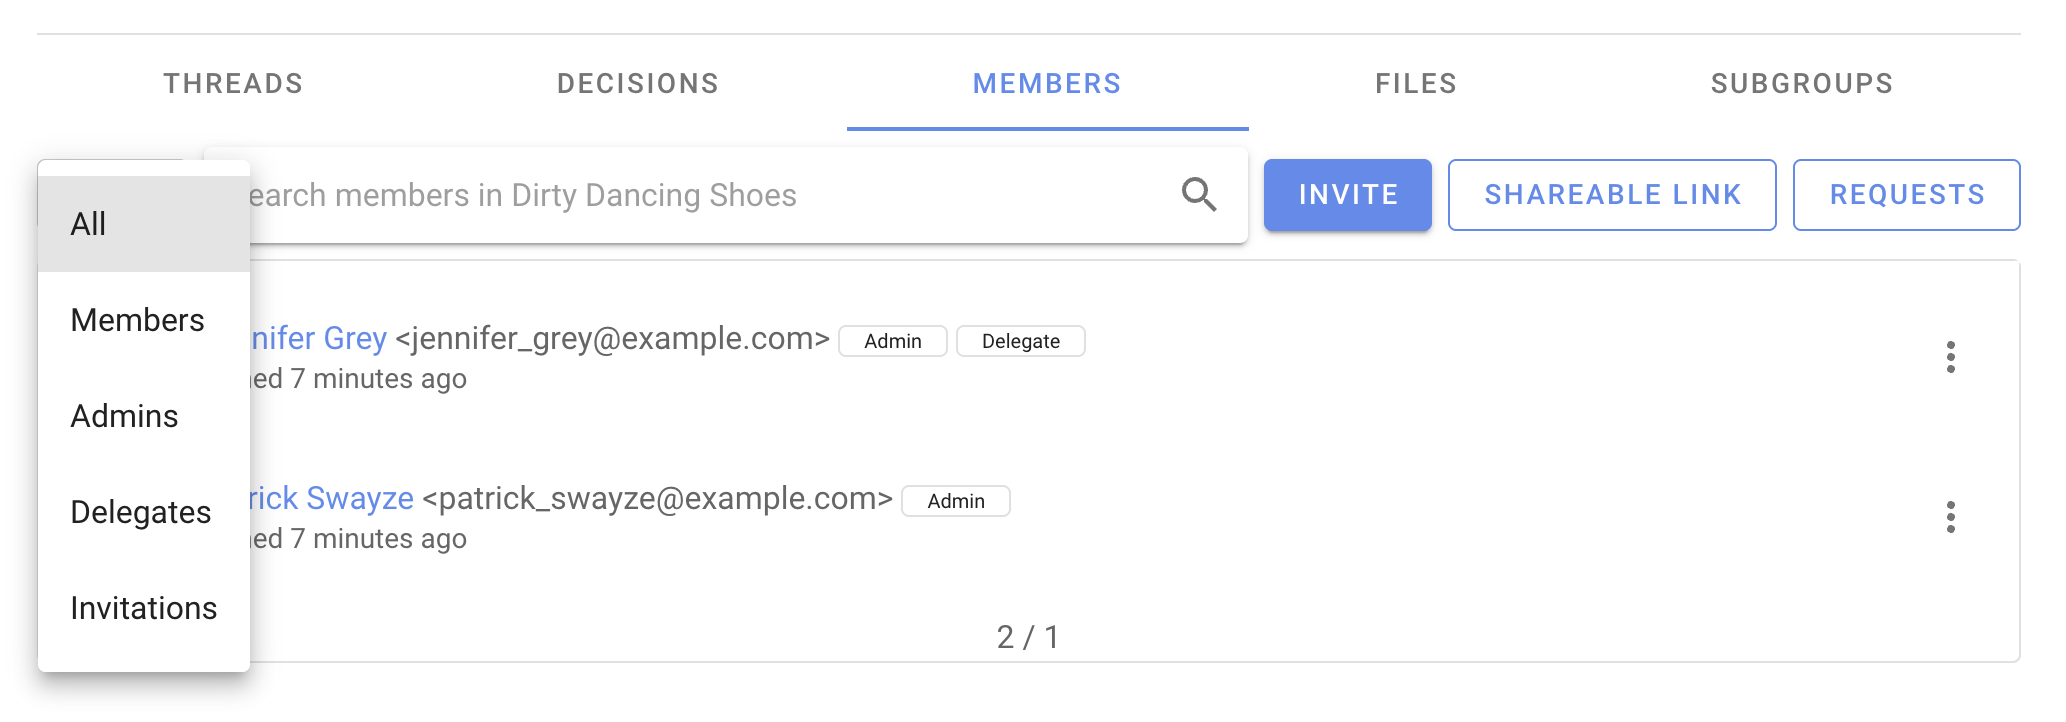 THREADS DECISIONS MEMBERS FILES SUBGROUPS
All
Members
Admins
Delegates
Invitations
earch members in Dirty Dancing Shoes
INVITE SHAREABLE LINK REQUESTS
nifer Grey <jennifer_grey@example.com> Admin Delegate
ed 7 minutes ago
rick Swayze <patrick_swayze@example.com> Admin
ed 7 minutes ago
2 / 1